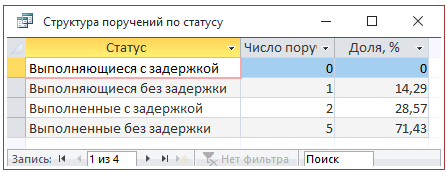 Структура поручений по статусу
Статус Число пору Доля, %
Выполняющиеся с задержкой 0 0
Выполняющиеся без задержки 1 14,29
Выполненные с задержкой 2 28,57
Выполненные без задержки 5 71,43
Запись: 1 из 4 Нет фильтра Поиск